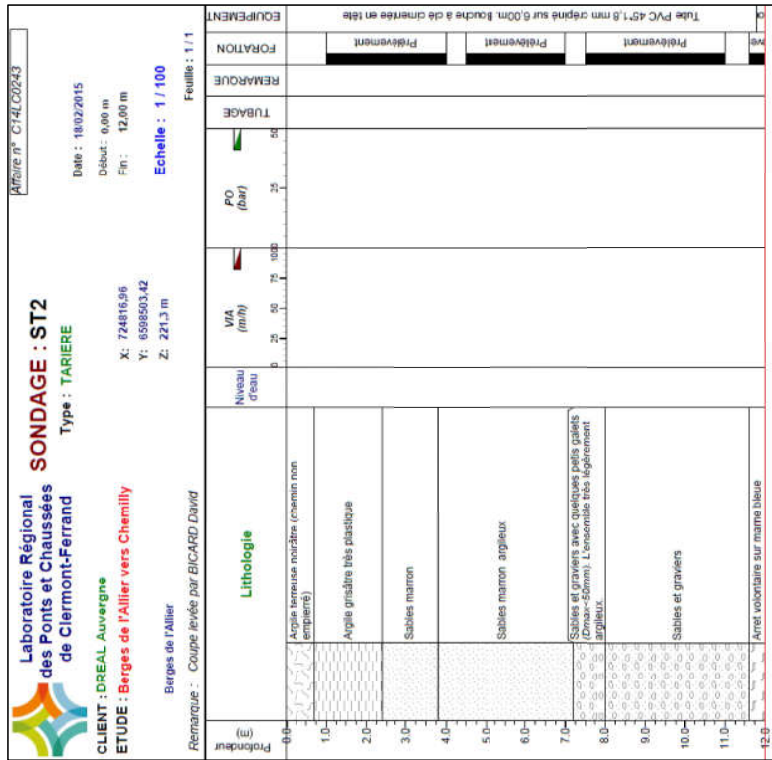 Laboratoire Régional
des Ponts et Chaussées
de Clermont-Ferrand
SONDAGE : ST2
Type : TARIERE
Affaire n° C14LC0243
Date : 18/02/2015
Début : 0,00 m
Fin : 12,00 m
CLIENT : DREAL Auvergne
ETUDE : Berges de l'Allier vers Chemilly
Berges de l'Allier
X: 724816,96
Y: 6598503,42
Z: 221,3 m
Echelle : 1 / 100
Remarque : Coupe levée par BICARD David
Feuille : 1 / 1
Profondeur
(m)
Lithologie
Niveau
d'eau
VIA
(m/h)
0 25 50 75 100
PO
(bar)
0 25 50
TUBAGE
REMARQUE
FORATION
EQUIPEMENT
0.0
Argile terreuse noirâtre (chemin non
empierré)
1.0
Argile grisâtre très plastique
2.0
Sables marron
3.0
4.0
Sables marron argileux
5.0
6.0
7.0
Sables et graviers avec quelques petis galets
(Dmax<50mm). L'ensemble très légèrement
argileux.
8.0
Sables et graviers
9.0
10.0
11.0
Arret volontaire sur marne bleue
12.0
Prélèvement
Prélèvement
Prélèvement
Tube PVC 45*1,8 mm crépiné sur 6,00m. Bouche à clé cimentée en tête